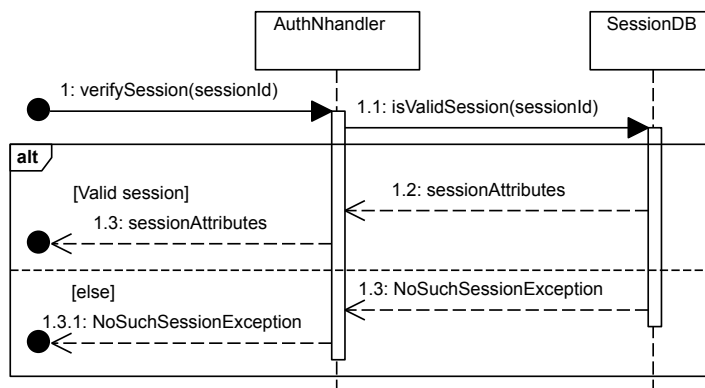 AuthNhandler
SessionDB
1: verifySession(sessionId)
1.1: isValidSession(sessionId)
alt
[Valid session]
1.2: sessionAttributes
1.3: sessionAttributes
[else]
1.3: NoSuchSessionException
1.3.1: NoSuchSessionException